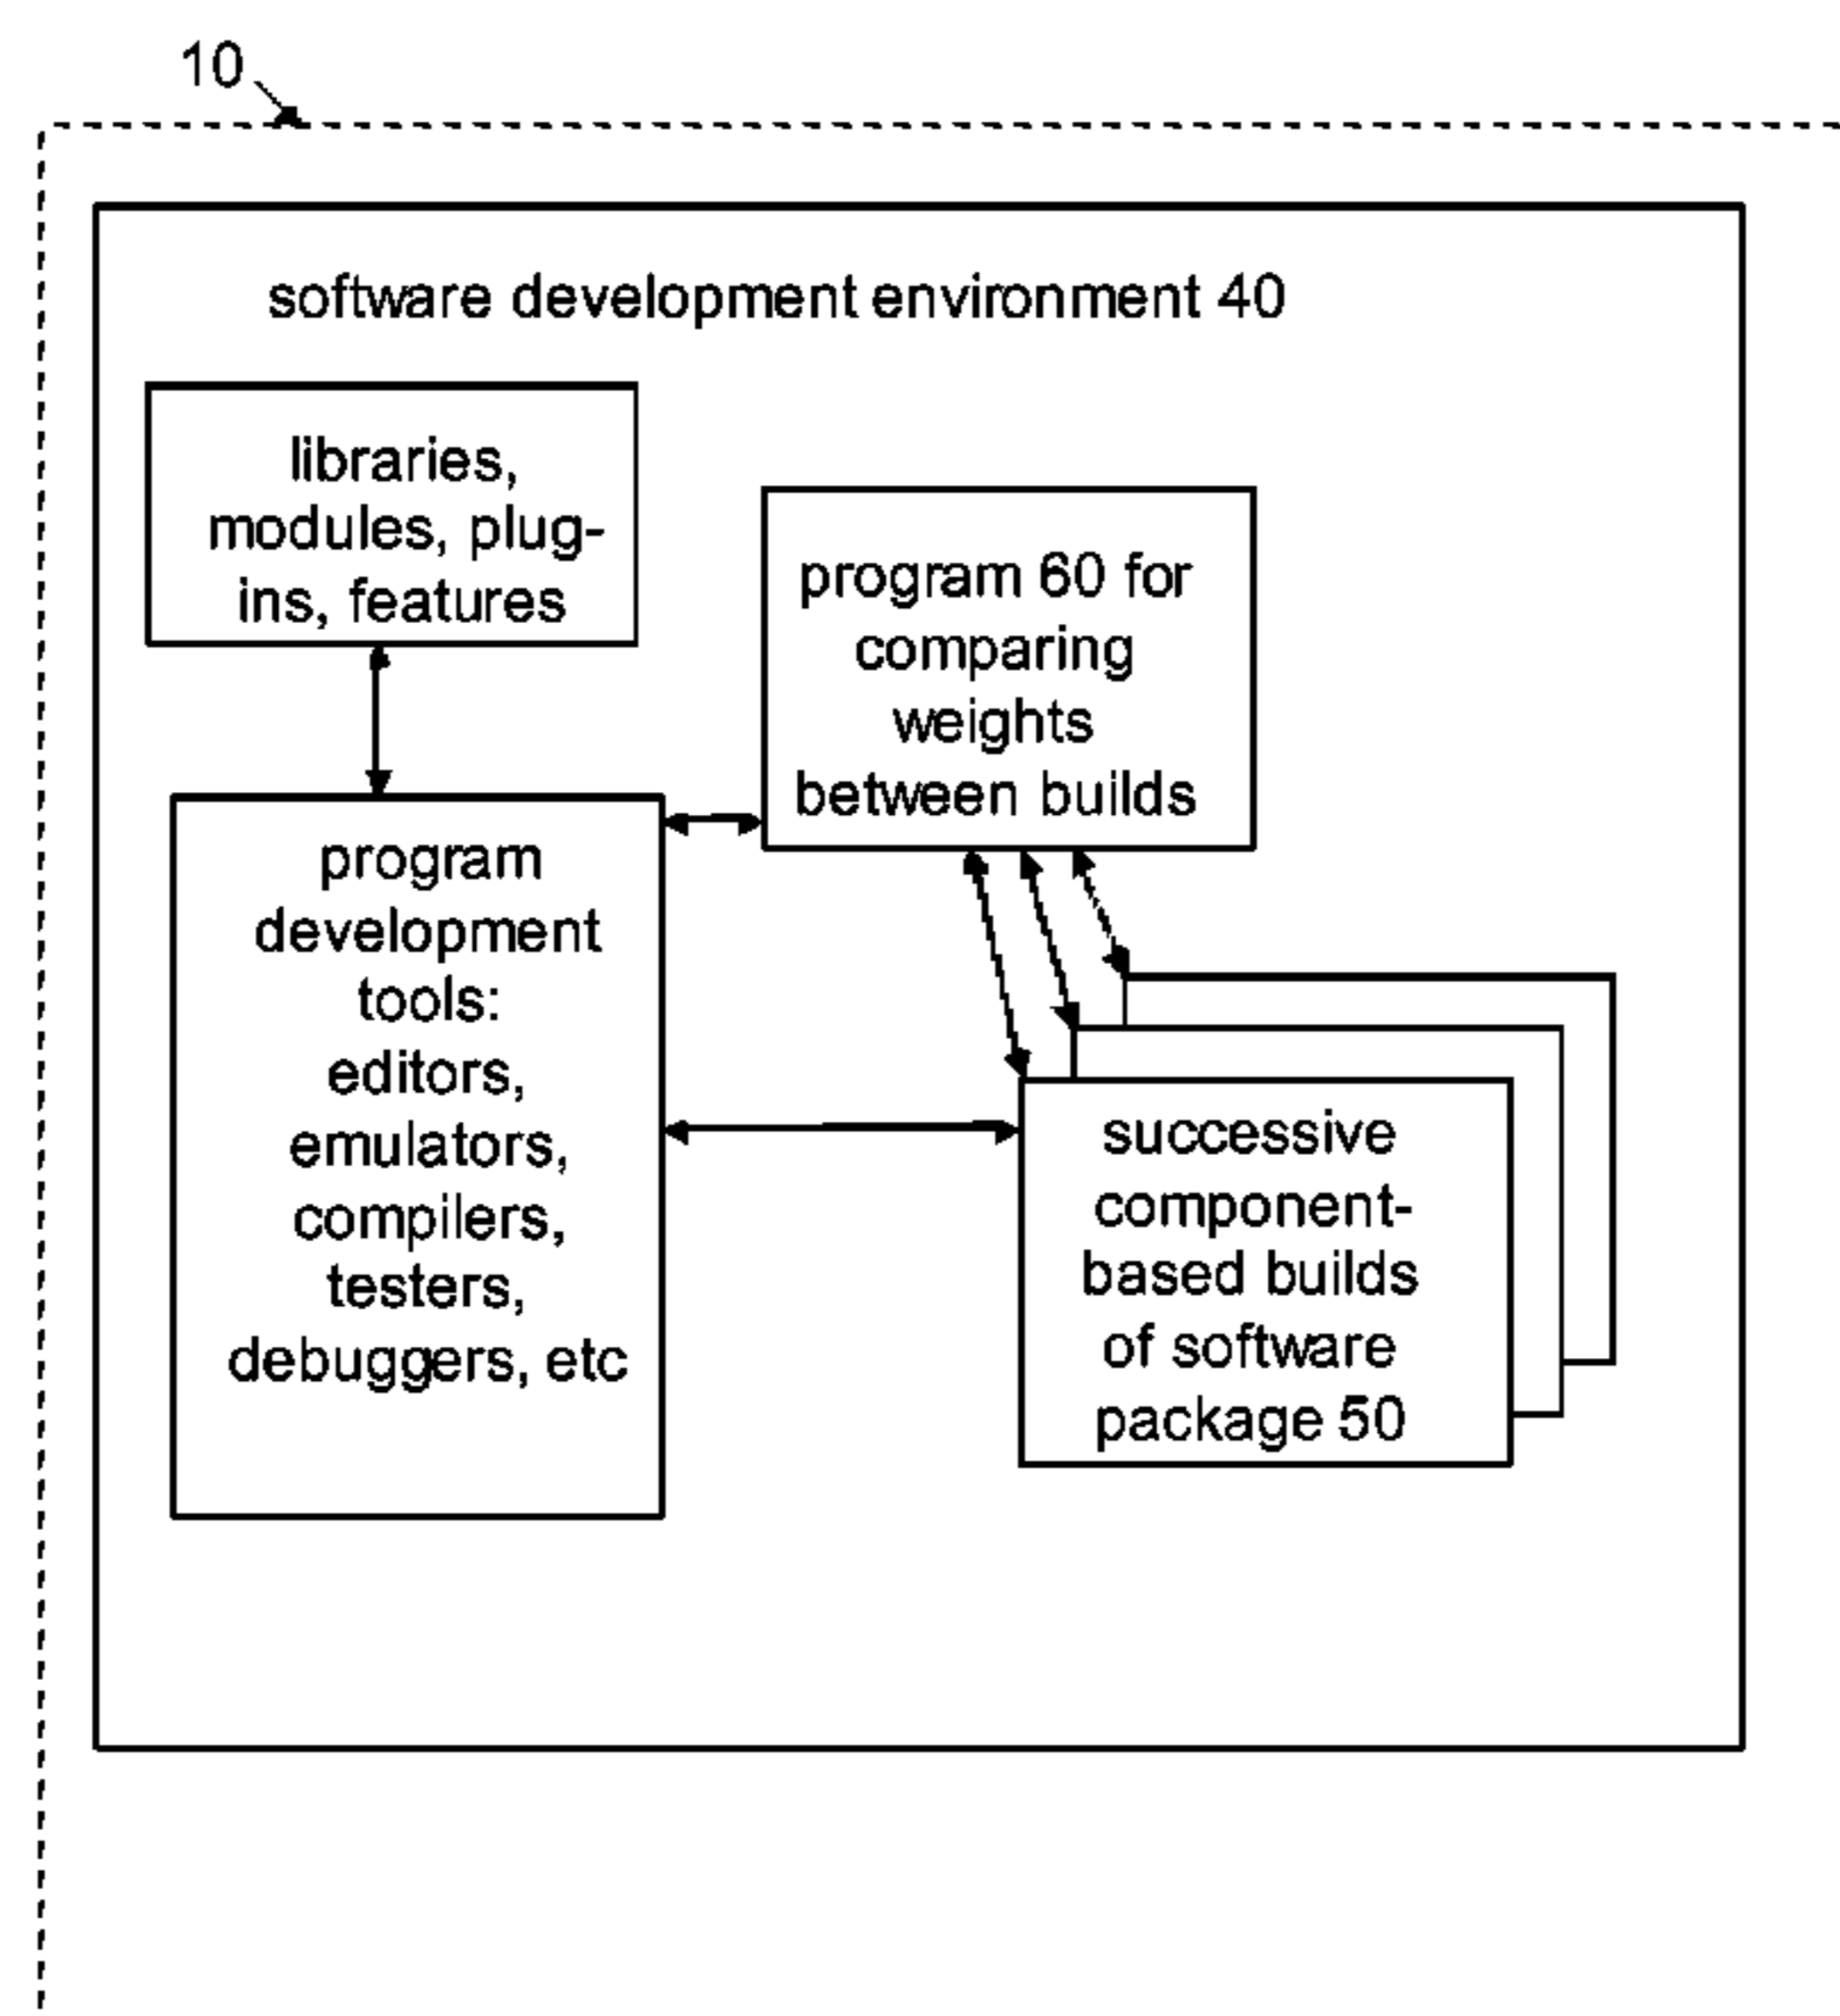 10
software development environment 40
libraries,
modules, plug-
ins, features
program 60 for
comparing
weights
between builds
program
development
tools:
editors,
emulators,
compilers,
testers,
debuggers, etc
successive
component-
based builds
of software
package 50